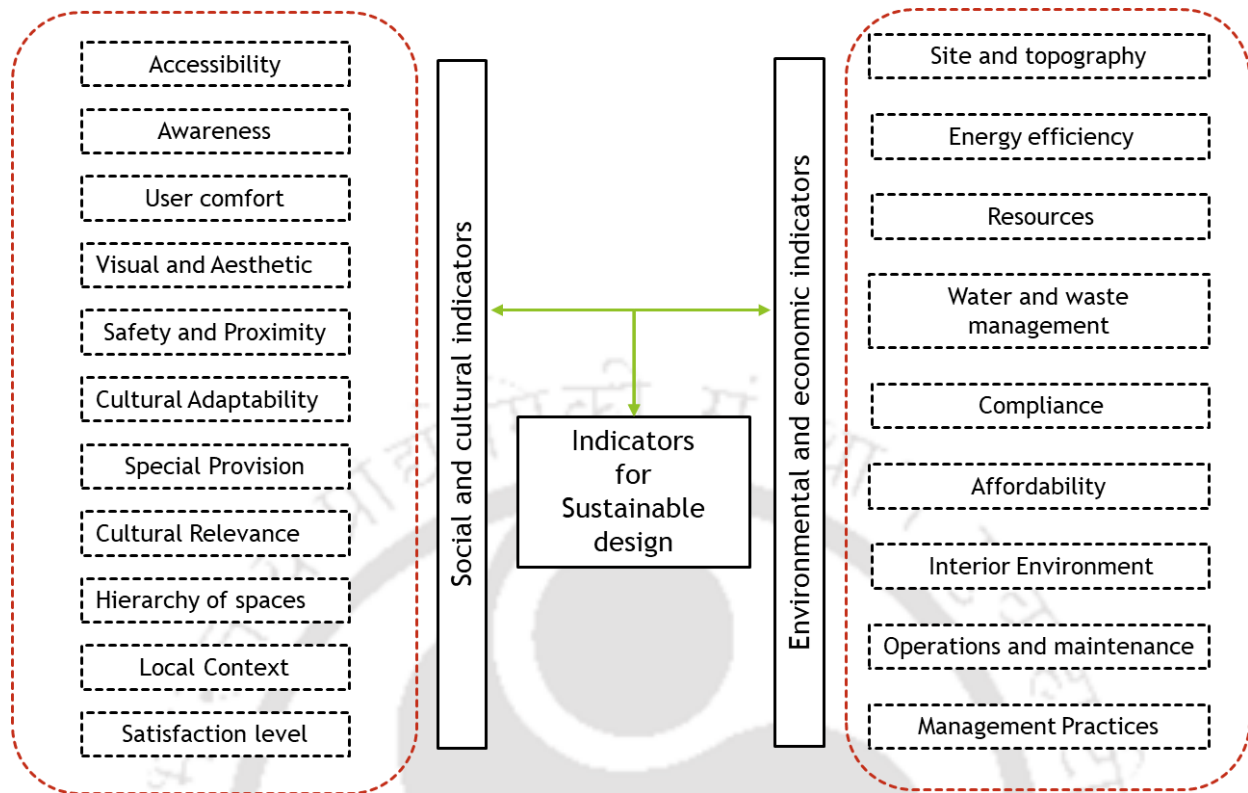 Accessibility
Awareness
User comfort
Visual and Aesthetic
Safety and Proximity
Cultural Adaptability
Special Provision
Cultural Relevance
Hierarchy of spaces
Local Context
Satisfaction level
Social and cultural indicators
Indicators
for
Sustainable
design
Environmental and economic indicators
Site and topography
Energy efficiency
Resources
Water and waste
management
Compliance
Affordability
Interior Environment
Operations and maintenance
Management Practices